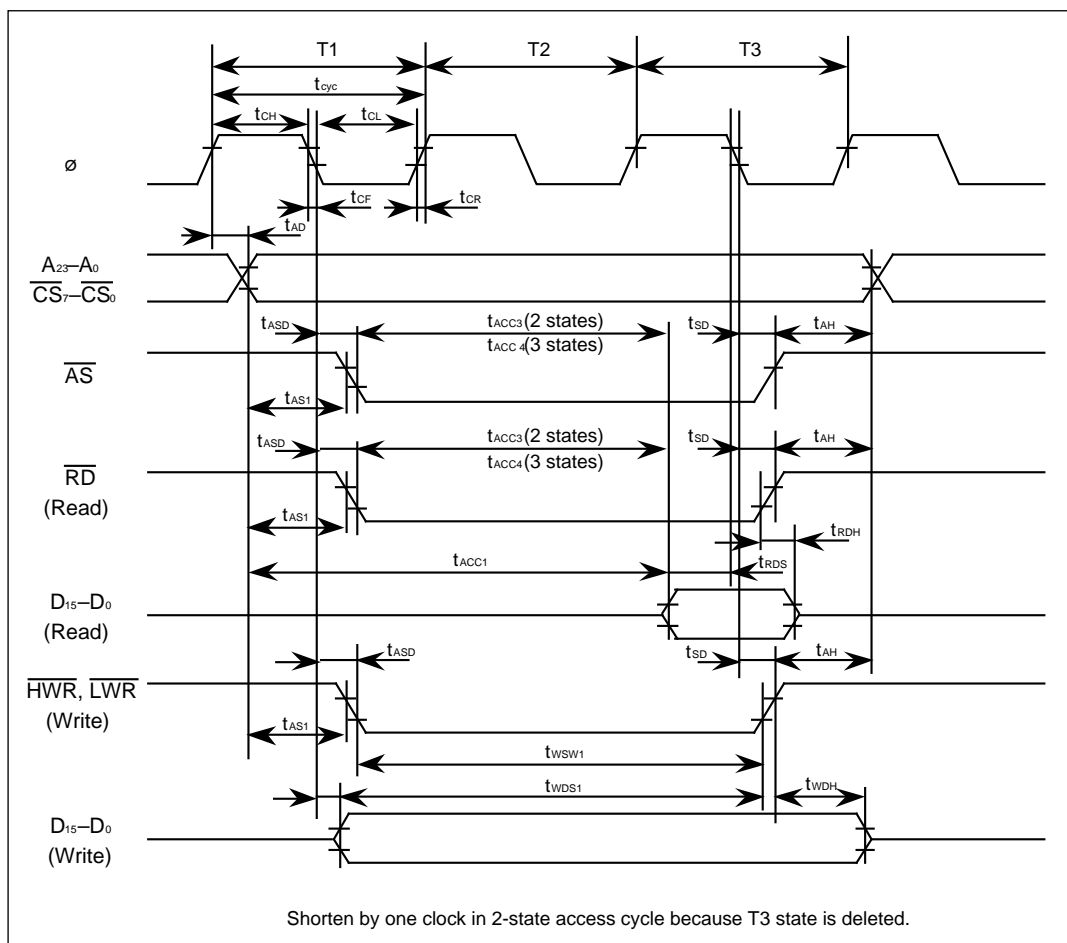 T1 T2 T3
tcyc
tCH tCL
ø
tCF tCR
tAD
A23–A0
CS7–CS0
tASD tACC3 (2 states) tSD tAH
tACC 4 (3 states)
AS
tAS1
tASD tACC3 (2 states) tSD tAH
tACC4 (3 states)
RD
(Read)
tAS1 tRDH
tACC1 tRDS
D15–D0
(Read)
tASD tSD tAH
HWR, LWR
(Write)
tAS1
tWSW1
tWDS1 tWDH
D15–D0
(Write)
Shorten by one clock in 2-state access cycle because T3 state is deleted.